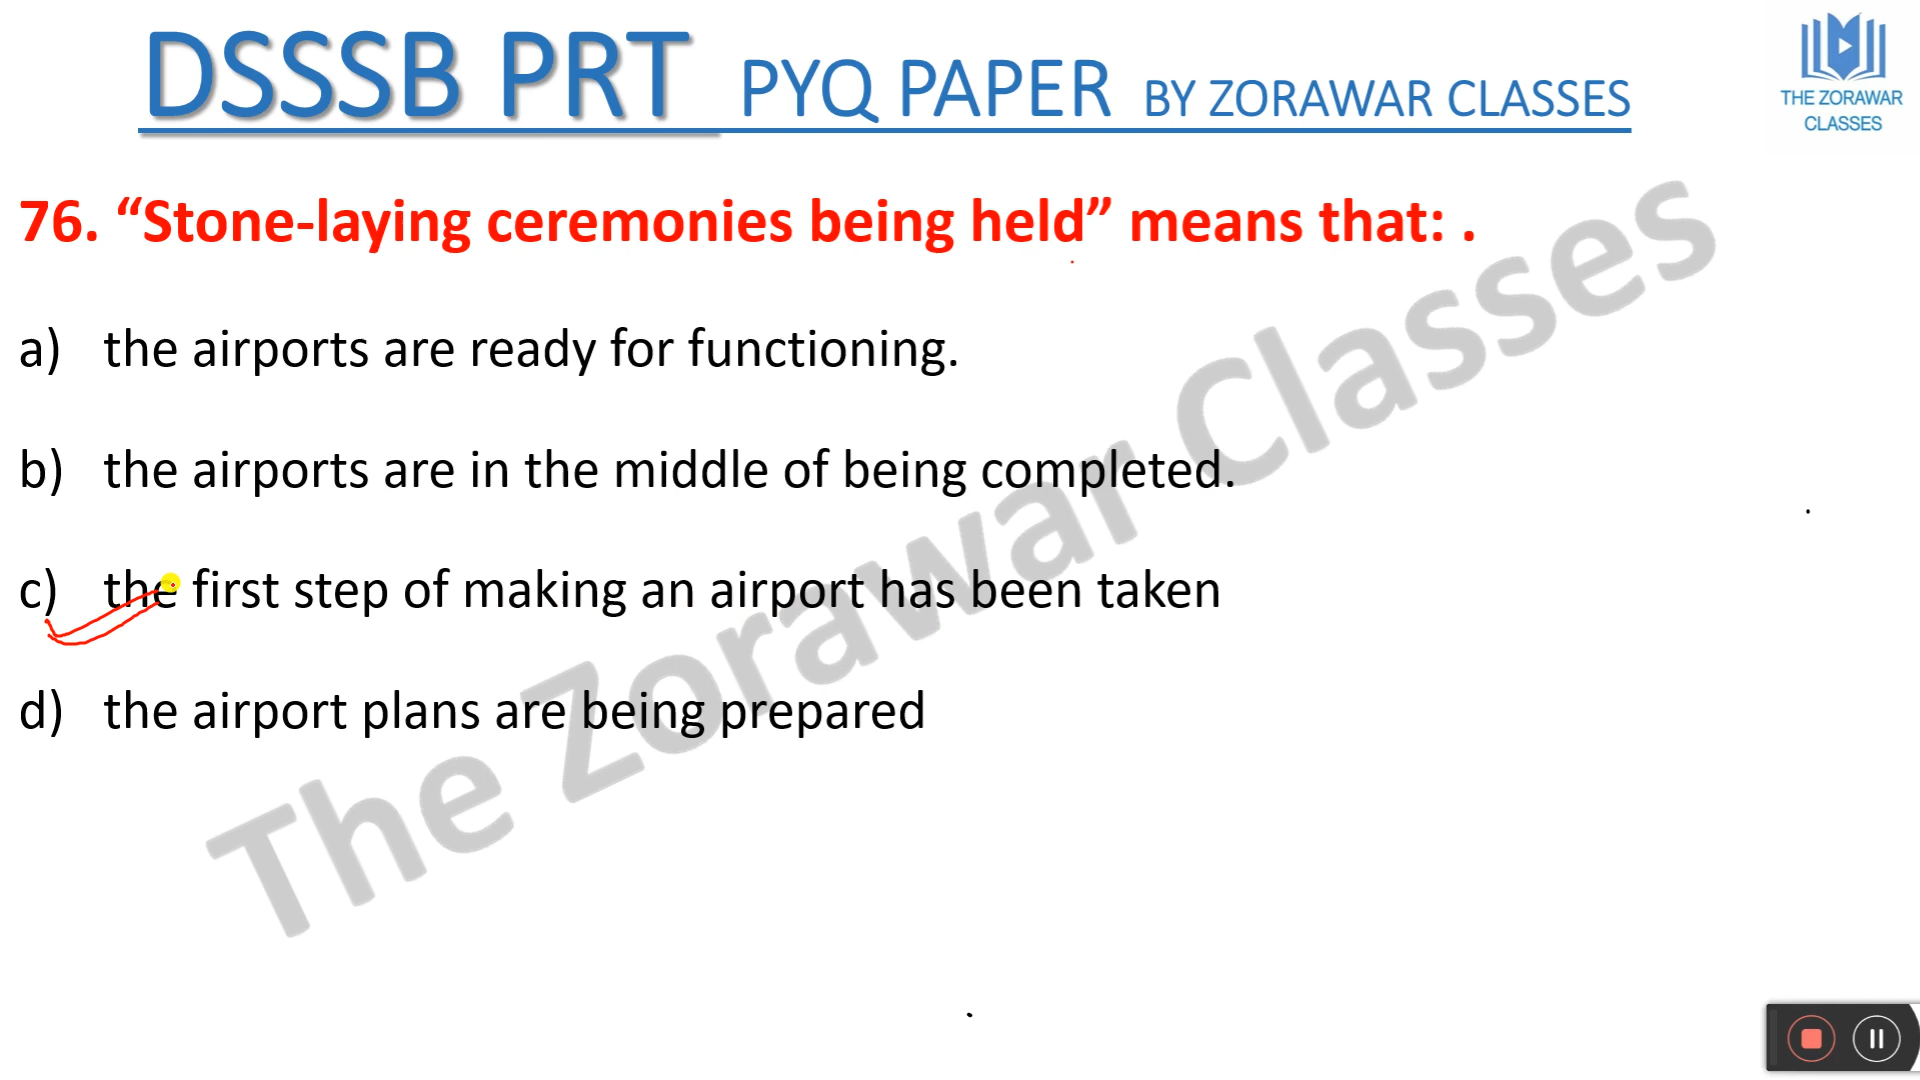 DSSSB PRT PYQ PAPER BY ZORAWAR CLASSES
THE ZORAWAR
CLASSES
76. “Stone-laying ceremonies being held” means that: .
a) the airports are ready for functioning.
b) the airports are in the middle of being completed.
c) the first step of making an airport has been taken
d) the airport plans are being prepared
The Zorawar Classes